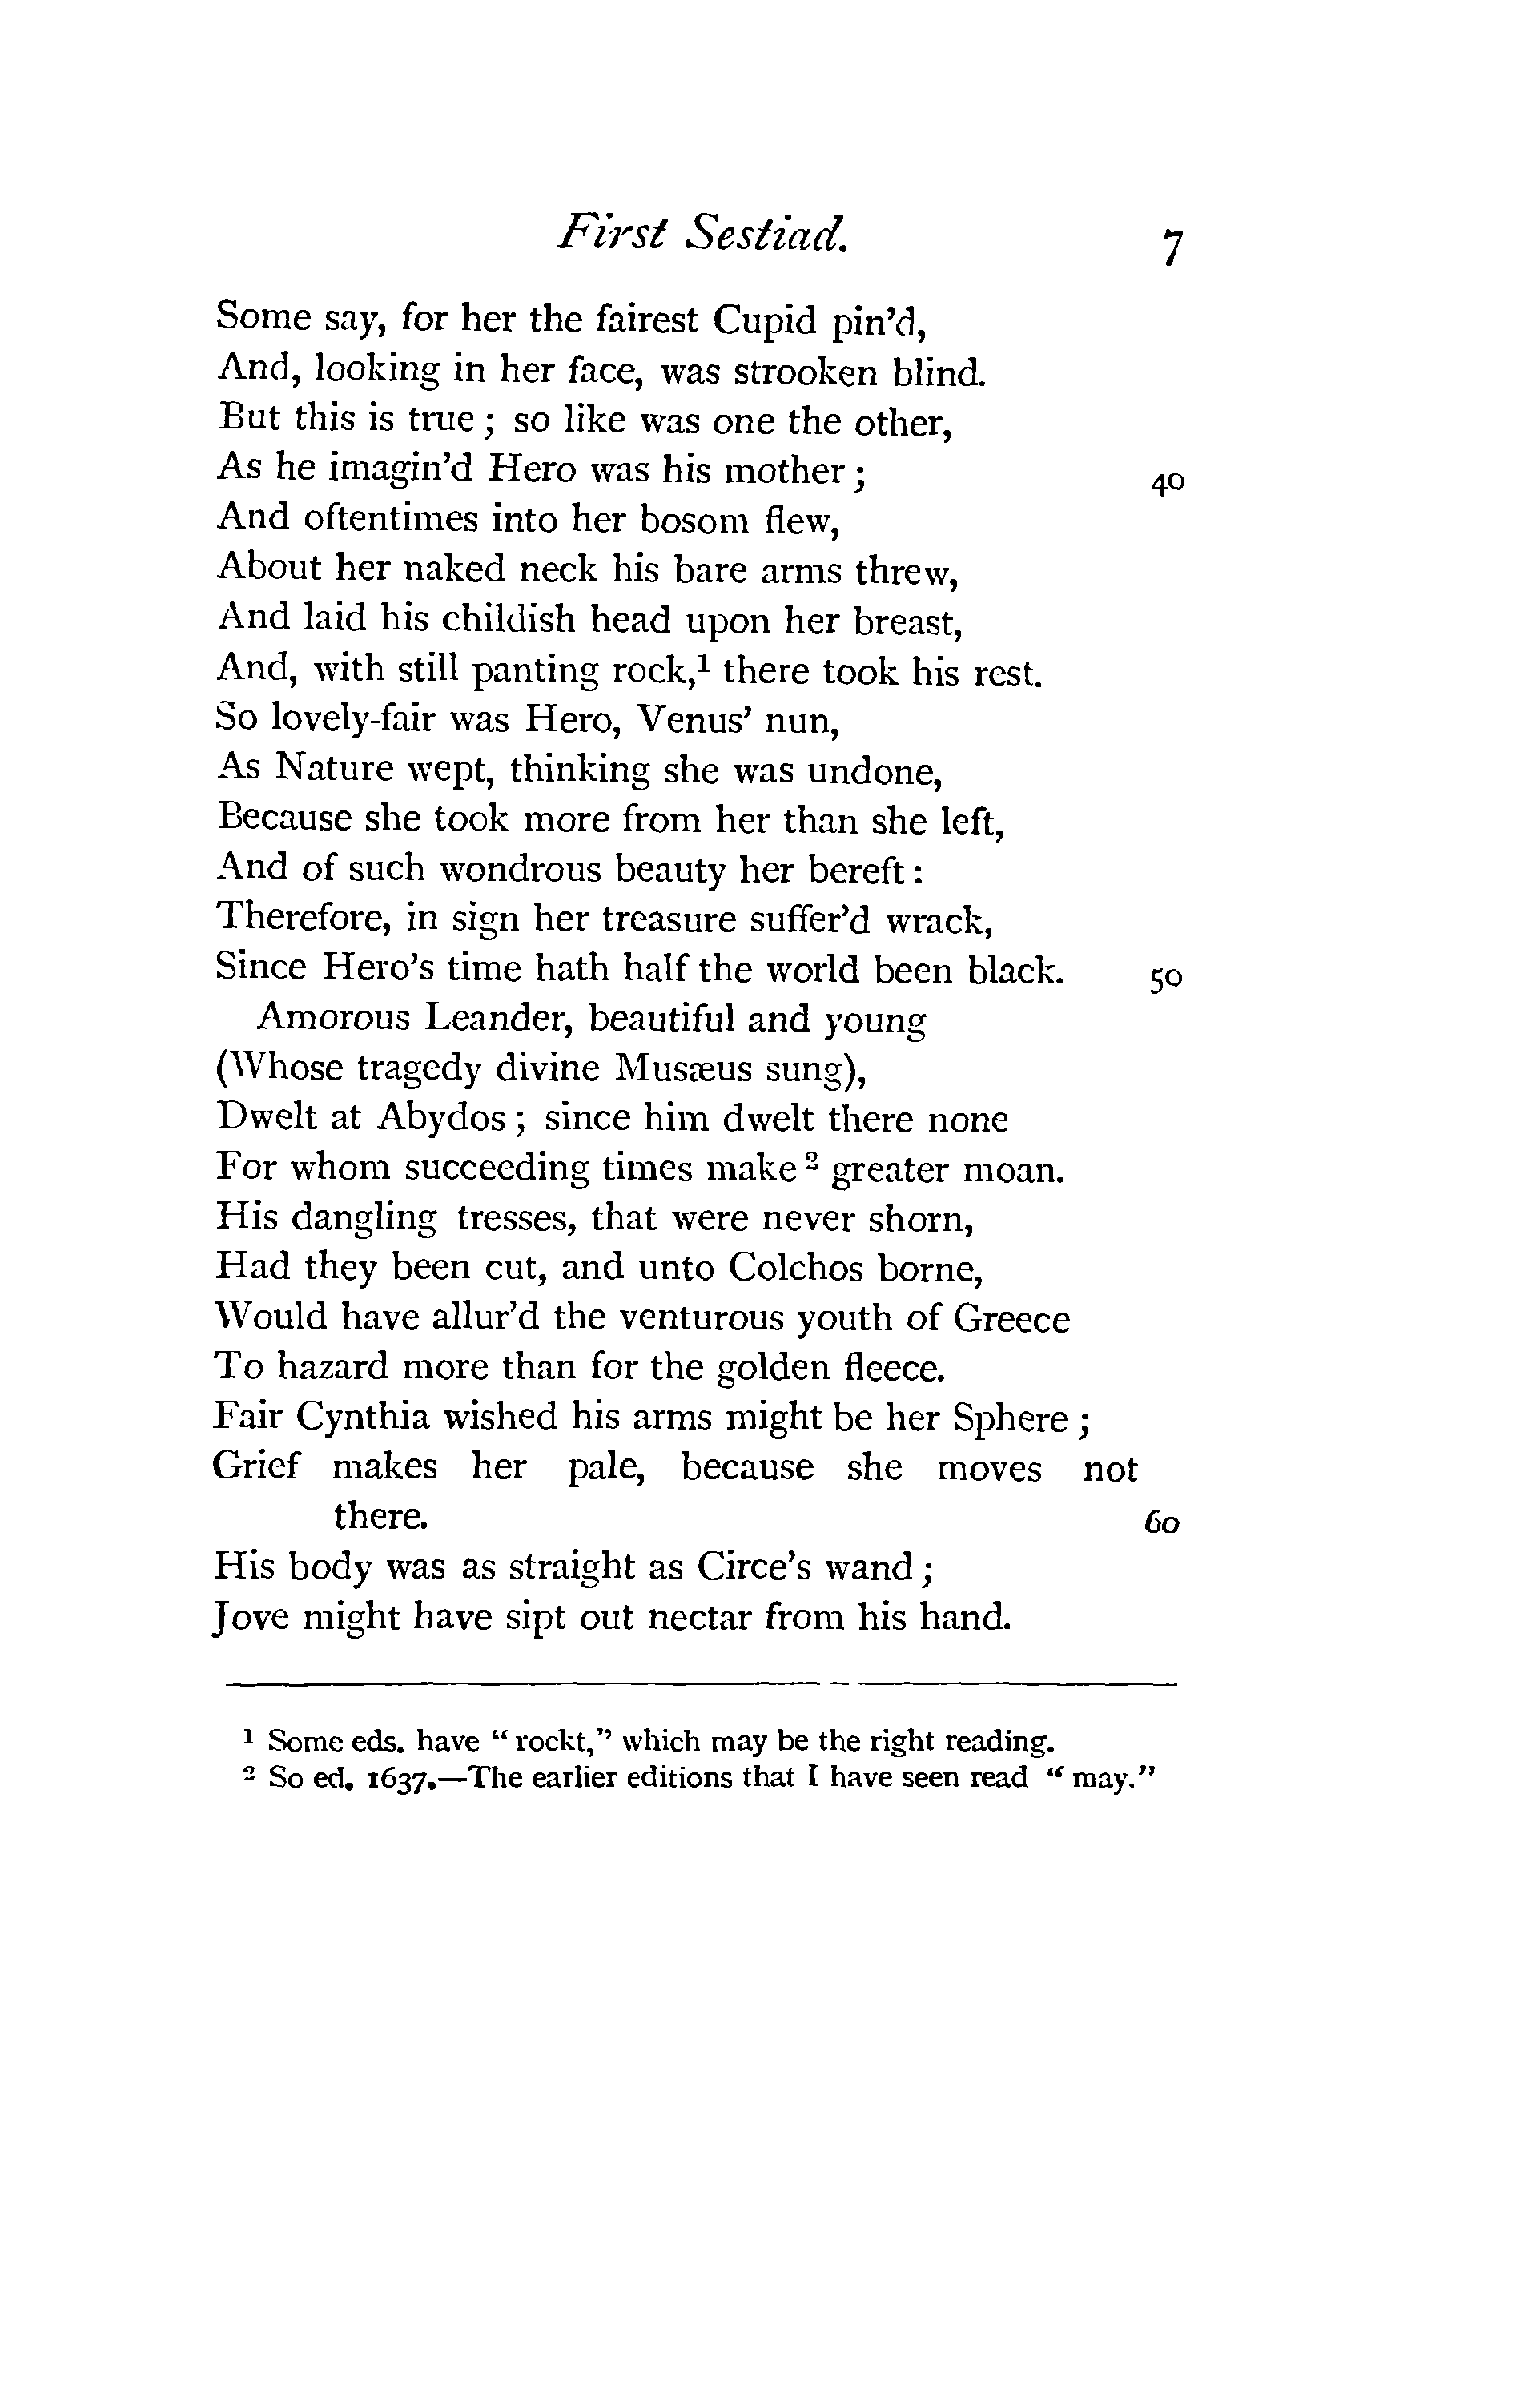 First Sestiad. 7
Some say, for her the fairest Cupid pin'd,
And, looking in her face, was strooken blind.
But this is true; so like was one the other,
As he imagin'd Hero was his mother; 40
And oftentimes into her bosom flew,
About her naked neck his bare arms threw,
And laid his childish head upon her breast,
And, with still panting rock,¹ there took his rest.
So lovely-fair was Hero, Venus' nun,
As Nature wept, thinking she was undone,
Because she took more from her than she left,
And of such wondrous beauty her bereft:
Therefore, in sign her treasure suffer'd wrack,
Since Hero's time hath half the world been black. 50
Amorous Leander, beautiful and young
(Whose tragedy divine Musæus sung),
Dwelt at Abydos; since him dwelt there none
For whom succeeding times make² greater moan.
His dangling tresses, that were never shorn,
Had they been cut, and unto Colchos borne,
Would have allur'd the venturous youth of Greece
To hazard more than for the golden fleece.
Fair Cynthia wished his arms might be her Sphere;
Grief makes her pale, because she moves not
there. 60
His body was as straight as Circe's wand;
Jove might have sipt out nectar from his hand.
¹ Some eds. have "rockt," which may be the right reading.
² So ed. 1637.—The earlier editions that I have seen read "may."